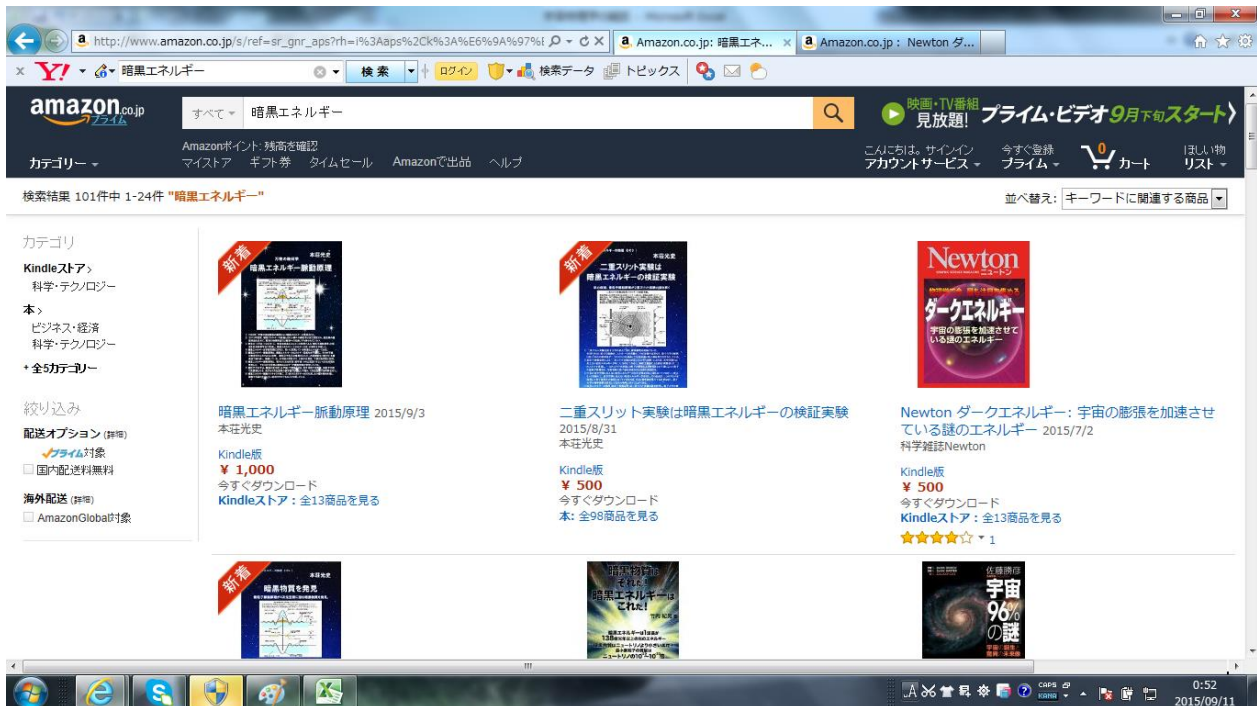 http://www.amazon.co.jp/s/ref=sr_gnr_aps?rh=i%3Aaps%2Ck%3A%E6%9A%97%E
Amazon.co.jp: 暗黒エネ...
Amazon.co.jp : Newton ダ...
Y!
暗黒エネルギー
検索
ログイン
検索データ
トピックス
amazon.co.jp
プライム
すべて
暗黒エネルギー
映画・TV番組
見放題!
プライム・ビデオ 9月下旬スタート
カテゴリー
Amazonポイント: 残高を確認
マイストア ギフト券 タイムセール Amazonで出品 ヘルプ
こんにちは。サインイン
アカウントサービス
今すぐ登録
プライム
0
カート
ほしい物
リスト
検索結果 101件中 1-24件 "暗黒エネルギー"
並べ替え: キーワードに関連する商品
カテゴリ
Kindleストア›
科学・テクノロジー
本›
ビジネス・経済
科学・テクノロジー
+ 全5カテゴリー
絞り込み
配送オプション (詳細)
プライム対象
国内配送料無料
海外配送 (詳細)
AmazonGlobal対象
新着
本荘光史
暗黒エネルギー脈動原理
暗黒エネルギー脈動原理 2015/9/3
本荘光史
Kindle版
¥ 1,000
今すぐダウンロード
Kindleストア : 全13商品を見る
新着
本荘光史
二重スリット実験は
暗黒エネルギーの検証実験
二重スリット実験は暗黒エネルギーの検証実験
2015/8/31
本荘光史
Kindle版
¥ 500
今すぐダウンロード
本: 全98商品を見る
Newton
ニュートン
ダークエネルギー
宇宙の膨張を加速させて
いる謎のエネルギー
Newton ダークエネルギー: 宇宙の膨張を加速させ
ている謎のエネルギー 2015/7/2
科学雑誌Newton
Kindle版
¥ 500
今すぐダウンロード
Kindleストア : 全13商品を見る
1
新着
本荘光史
暗黒物質を発見
暗黒物質は
それだ!
暗黒エネルギーは
これだ!
佐藤勝彦
宇宙
96%
の謎
CAPS
KANA
0:52
2015/09/11